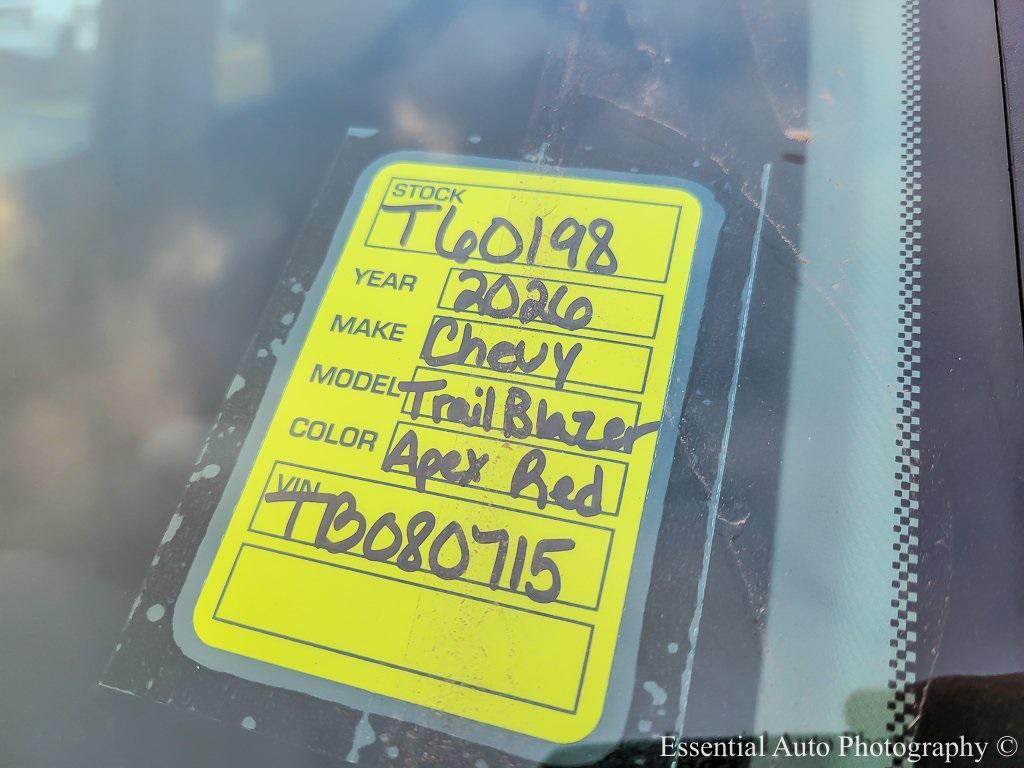 STOCK
T60198
YEAR 2026
MAKE Chevy
MODEL TrailBlazer
COLOR Apex Red
VIN
TB080715
Essential Auto Photography ©